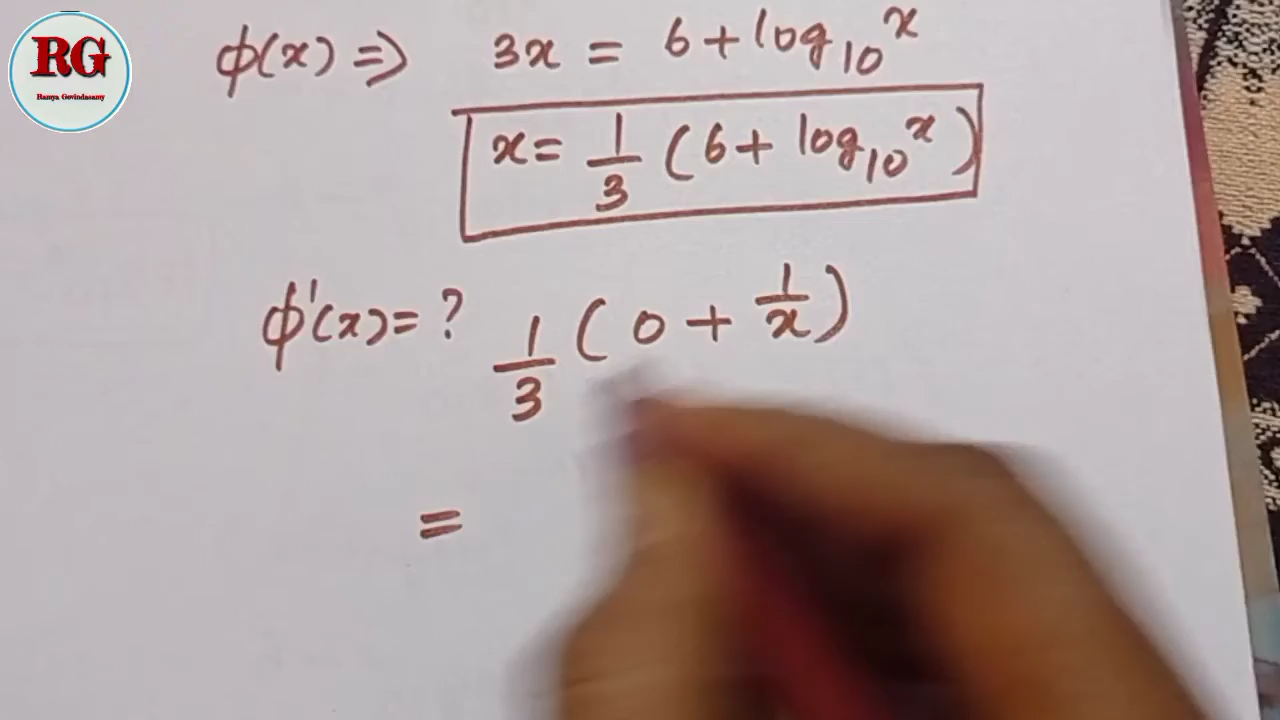 RG
Ramya Govindasamy
ϕ(x) ⇒ 3x = 6 + log₁₀ˣ
x = 1/3 (6 + log₁₀ˣ)
ϕ'(x) = ? 1/3 (0 + 1/x)
=